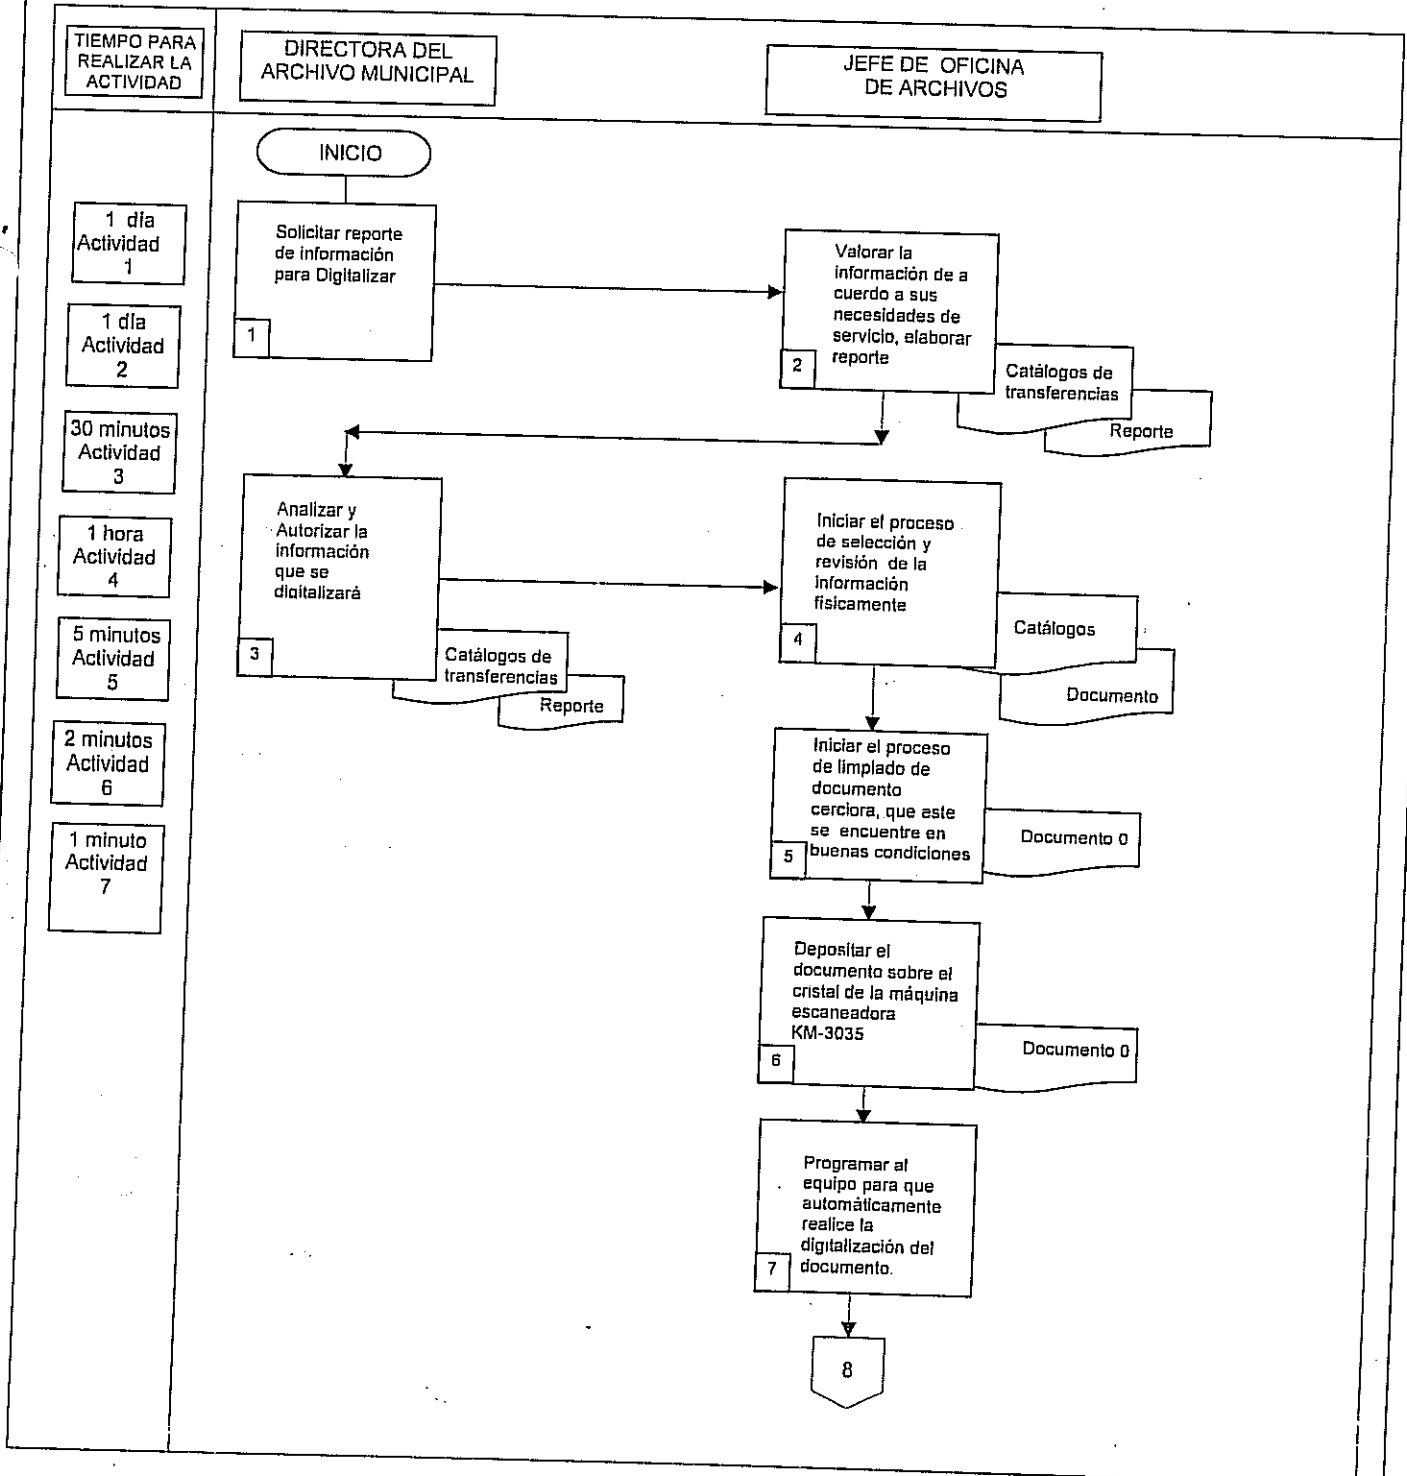 TIEMPO PARA
REALIZAR LA
ACTIVIDAD
DIRECTORA DEL
ARCHIVO MUNICIPAL
JEFE DE OFICINA
DE ARCHIVOS
INICIO
1 día
Actividad
1
1 día
Actividad
2
30 minutos
Actividad
3
1 hora
Actividad
4
5 minutos
Actividad
5
2 minutos
Actividad
6
1 minuto
Actividad
7
Solicitar reporte
de información
para Digitalizar
1
Valorar la
información de a
cuerdo a sus
necesidades de
servicio, elaborar
reporte
2
Catálogos de
transferencias
Reporte
Analizar y
Autorizar la
información
que se
digitalizará
3
Catálogos de
transferencias
Reporte
Iniciar el proceso
de selección y
revisión de la
información
físicamente
4
Catálogos
Documento
Iniciar el proceso
de limpiado de
documento
cerciora, que este
se encuentre en
buenas condiciones
5
Documento 0
Depositar el
documento sobre el
cristal de la máquina
escaneadora
KM-3035
6
Documento 0
Programar al
equipo para que
automáticamente
realice la
digitalización del
documento.
7
8